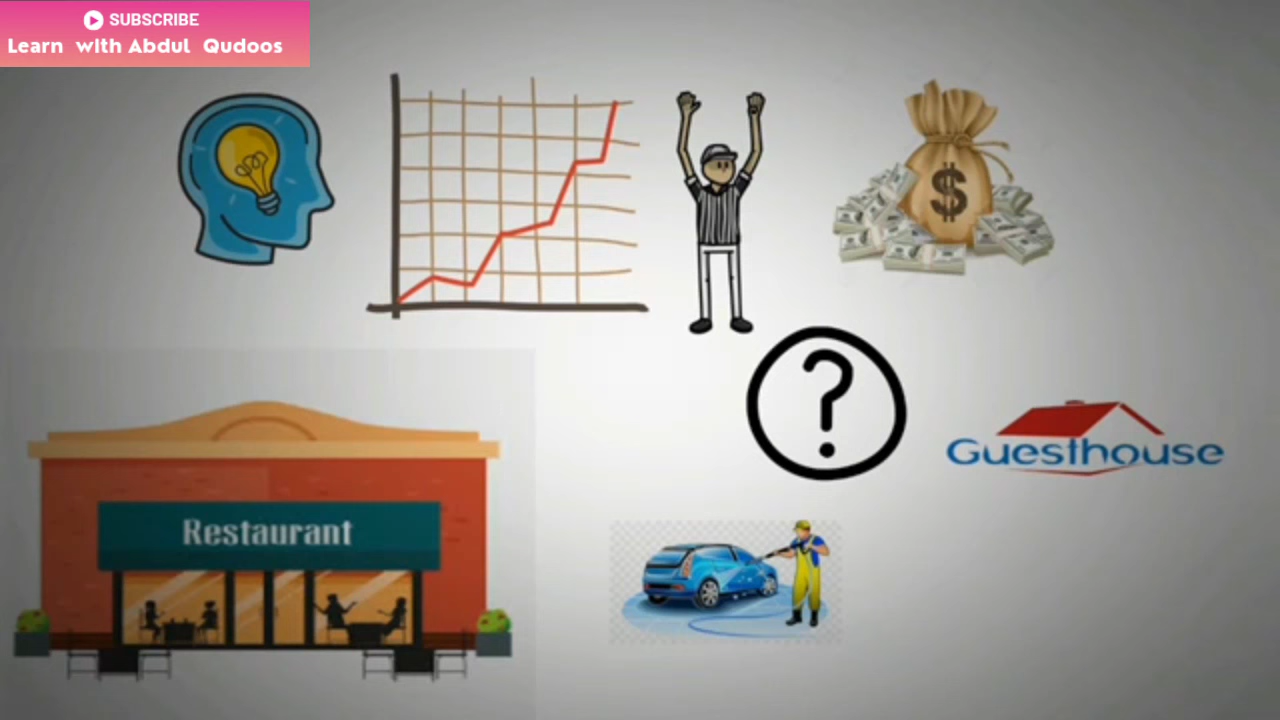 SUBSCRIBE
Learn with Abdul Qudoos
$
?
Guesthouse
Restaurant